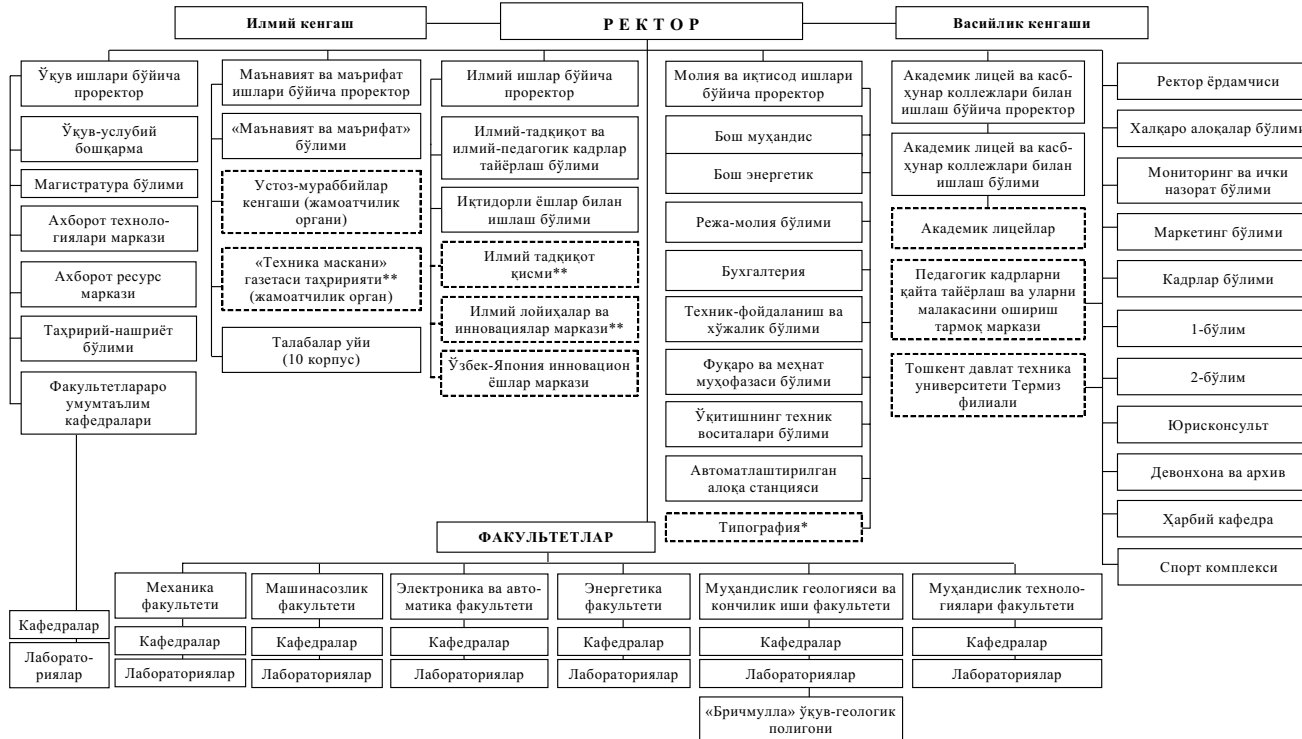 Илмий кенгаш
РЕКТОР
Васийлик кенгаши
Ўқув ишлари бўйича
проректор
Ўқув-услубий
бошқарма
Магистратура бўлими
Ахборот техноло-
гиялари маркази
Ахборот ресурс
маркази
Таҳририй-нашриёт
бўлими
Факультетлараро
умумтаълим
кафедралари
Кафедралар
Лаборато-
риялар
Маънавият ва маърифат
ишлари бўйича проректор
«Маънавият ва маърифат»
бўлими
Устоз-мураббийлар
кенгаши (жамоатчилик
органи)
«Техника маскани»
газетаси таҳририяти**
(жамоатчилик орган)
Талабалар уйи
(10 корпус)
Илмий ишлар бўйича
проректор
Илмий-тадқиқот ва
илмий-педагогик кадрлар
тайёрлаш бўлими
Иқтидорли ёшлар билан
ишлаш бўлими
Илмий тадқиқот
қисми**
Илмий лойиҳалар ва
инновациялар маркази**
Ўзбек-Япония инновацион
ёшлар маркази
Молия ва иқтисод ишлари
бўйича проректор
Бош муҳандис
Бош энергетик
Режа-молия бўлими
Бухгалтерия
Техник-фойдаланиш ва
хўжалик бўлими
Фуқаро ва меҳнат
муҳофазаси бўлими
Ўқитишнинг техник
воситалари бўлими
Автоматлаштирилган
алоқа станцияси
Типография*
Академик лицей ва касб-
ҳунар коллежлари билан
ишлаш бўйича проректор
Академик лицей ва касб-
ҳунар коллежлари билан
ишлаш бўлими
Академик лицейлар
Педагогик кадрларни
қайта тайёрлаш ва уларни
малакасини ошириш
тармоқ маркази
Тошкент давлат техника
университети Термиз
филиали
Ректор ёрдамчиси
Халқаро алоқалар бўлими
Мониторинг ва ички
назорат бўлими
Маркетинг бўлими
Кадрлар бўлими
1-бўлим
2-бўлим
Юрисконсульт
Девонхона ва архив
Ҳарбий кафедра
Спорт комплекси
ФАКУЛЬТЕТЛАР
Механика
факультети
Кафедралар
Лабораториялар
Машинасозлик
факультети
Кафедралар
Лабораториялар
Электроника ва авто-
матика факультети
Кафедралар
Лабораториялар
Энергетика
факультети
Кафедралар
Лабораториялар
Муҳандислик геологияси ва
кончилик иши факультети
Кафедралар
Лабораториялар
«Бричмулла» ўқув-геологик
полигони
Муҳандислик техноло-
гиялари факультети
Кафедралар
Лабораториялар